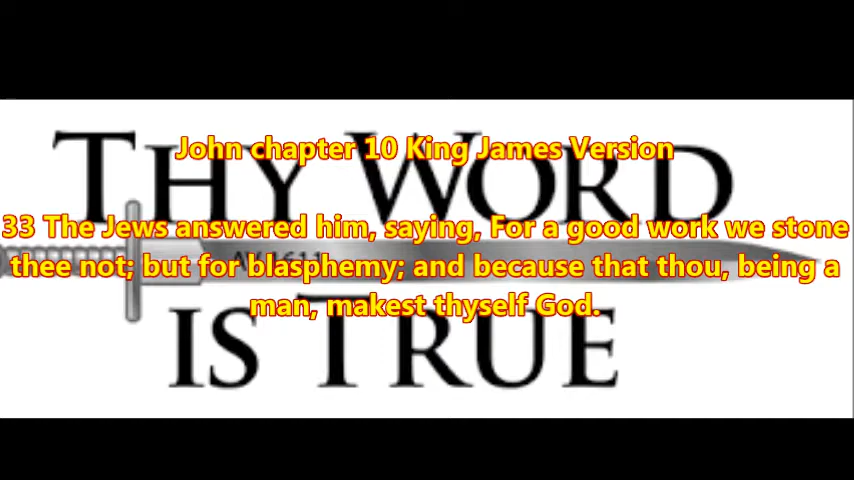 THY WORD
John chapter 10 King James Version
33 The Jews answered him, saying, For a good work we stone
thee not; but for blasphemy; and because that thou, being a
man, makest thyself God.
IS TRUE